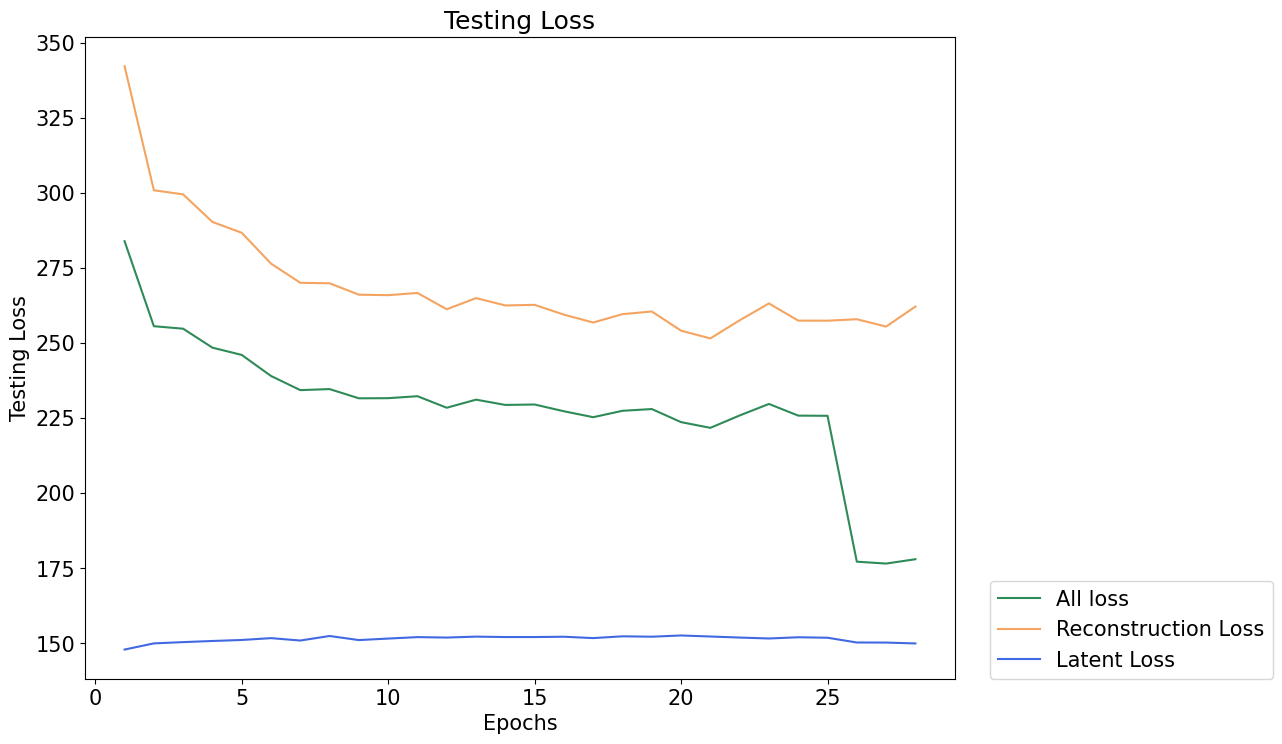 Testing Loss
350
325
300
275
250
225
200
175
150
Testing Loss
0 5 10 15 20 25
Epochs
All loss
Reconstruction Loss
Latent Loss